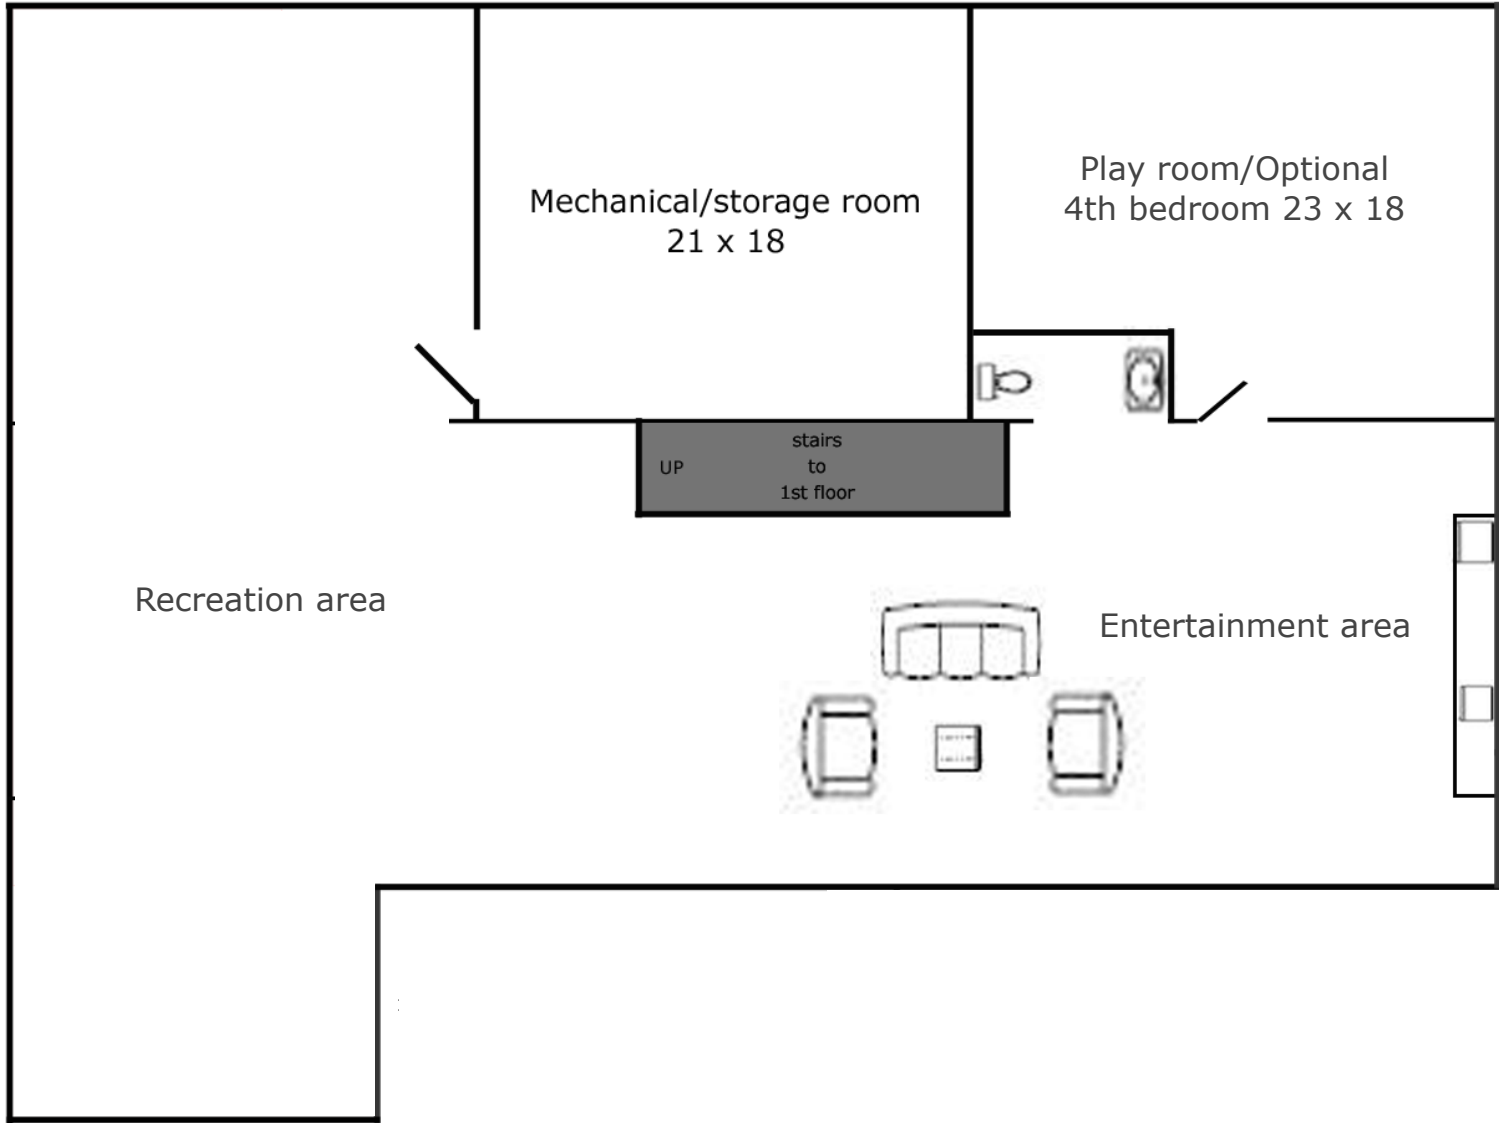 Mechanical/storage room
21 x 18
Play room/Optional
4th bedroom 23 x 18
stairs
UP
to
1st floor
Recreation area
Entertainment area